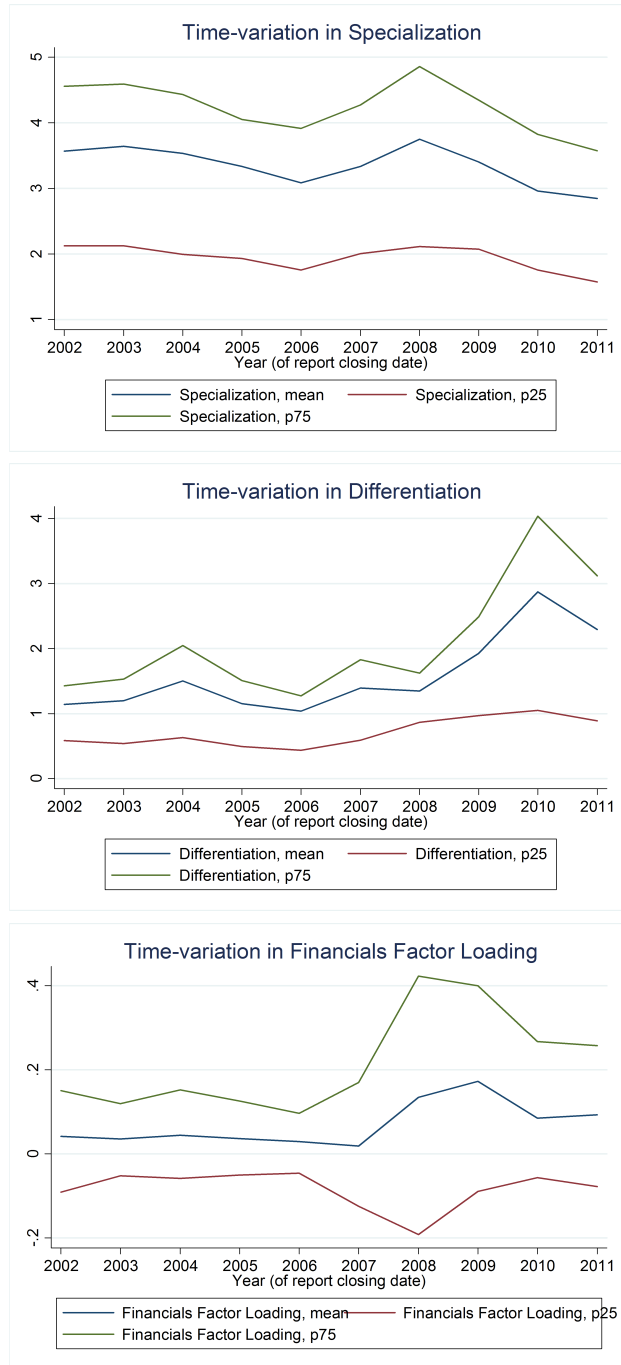 Time-variation in Specialization
5
4
3
2
1
2002 2003 2004 2005 2006 2007 2008 2009 2010 2011
Year (of report closing date)
Specialization, mean Specialization, p25
Specialization, p75
Time-variation in Differentiation
4
3
2
1
0
2002 2003 2004 2005 2006 2007 2008 2009 2010 2011
Year (of report closing date)
Differentiation, mean Differentiation, p25
Differentiation, p75
Time-variation in Financials Factor Loading
.4
.2
0
-.2
2002 2003 2004 2005 2006 2007 2008 2009 2010 2011
Year (of report closing date)
Financials Factor Loading, mean Financials Factor Loading, p25
Financials Factor Loading, p75